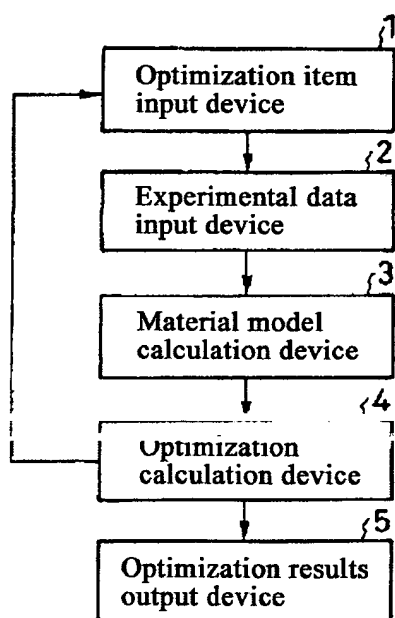 1
Optimization item
input device
2
Experimental data
input device
3
Material model
calculation device
4
Optimization
calculation device
5
Optimization results
output device